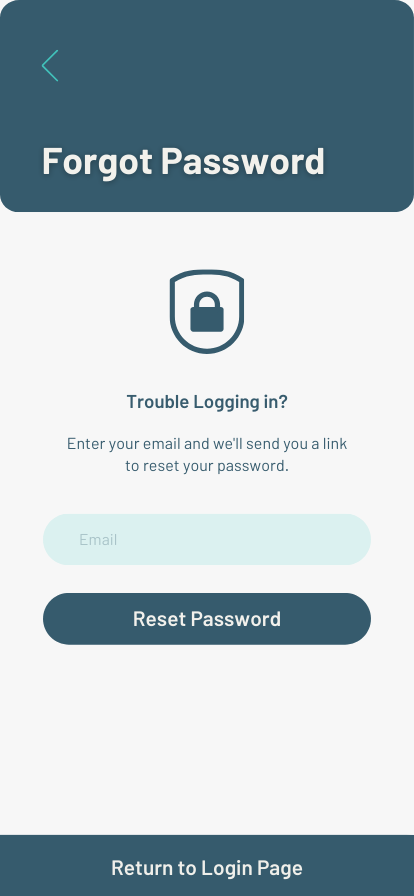 Forgot Password
Trouble Logging in?
Enter your email and we'll send you a link
to reset your password.
Email
Reset Password
Return to Login Page